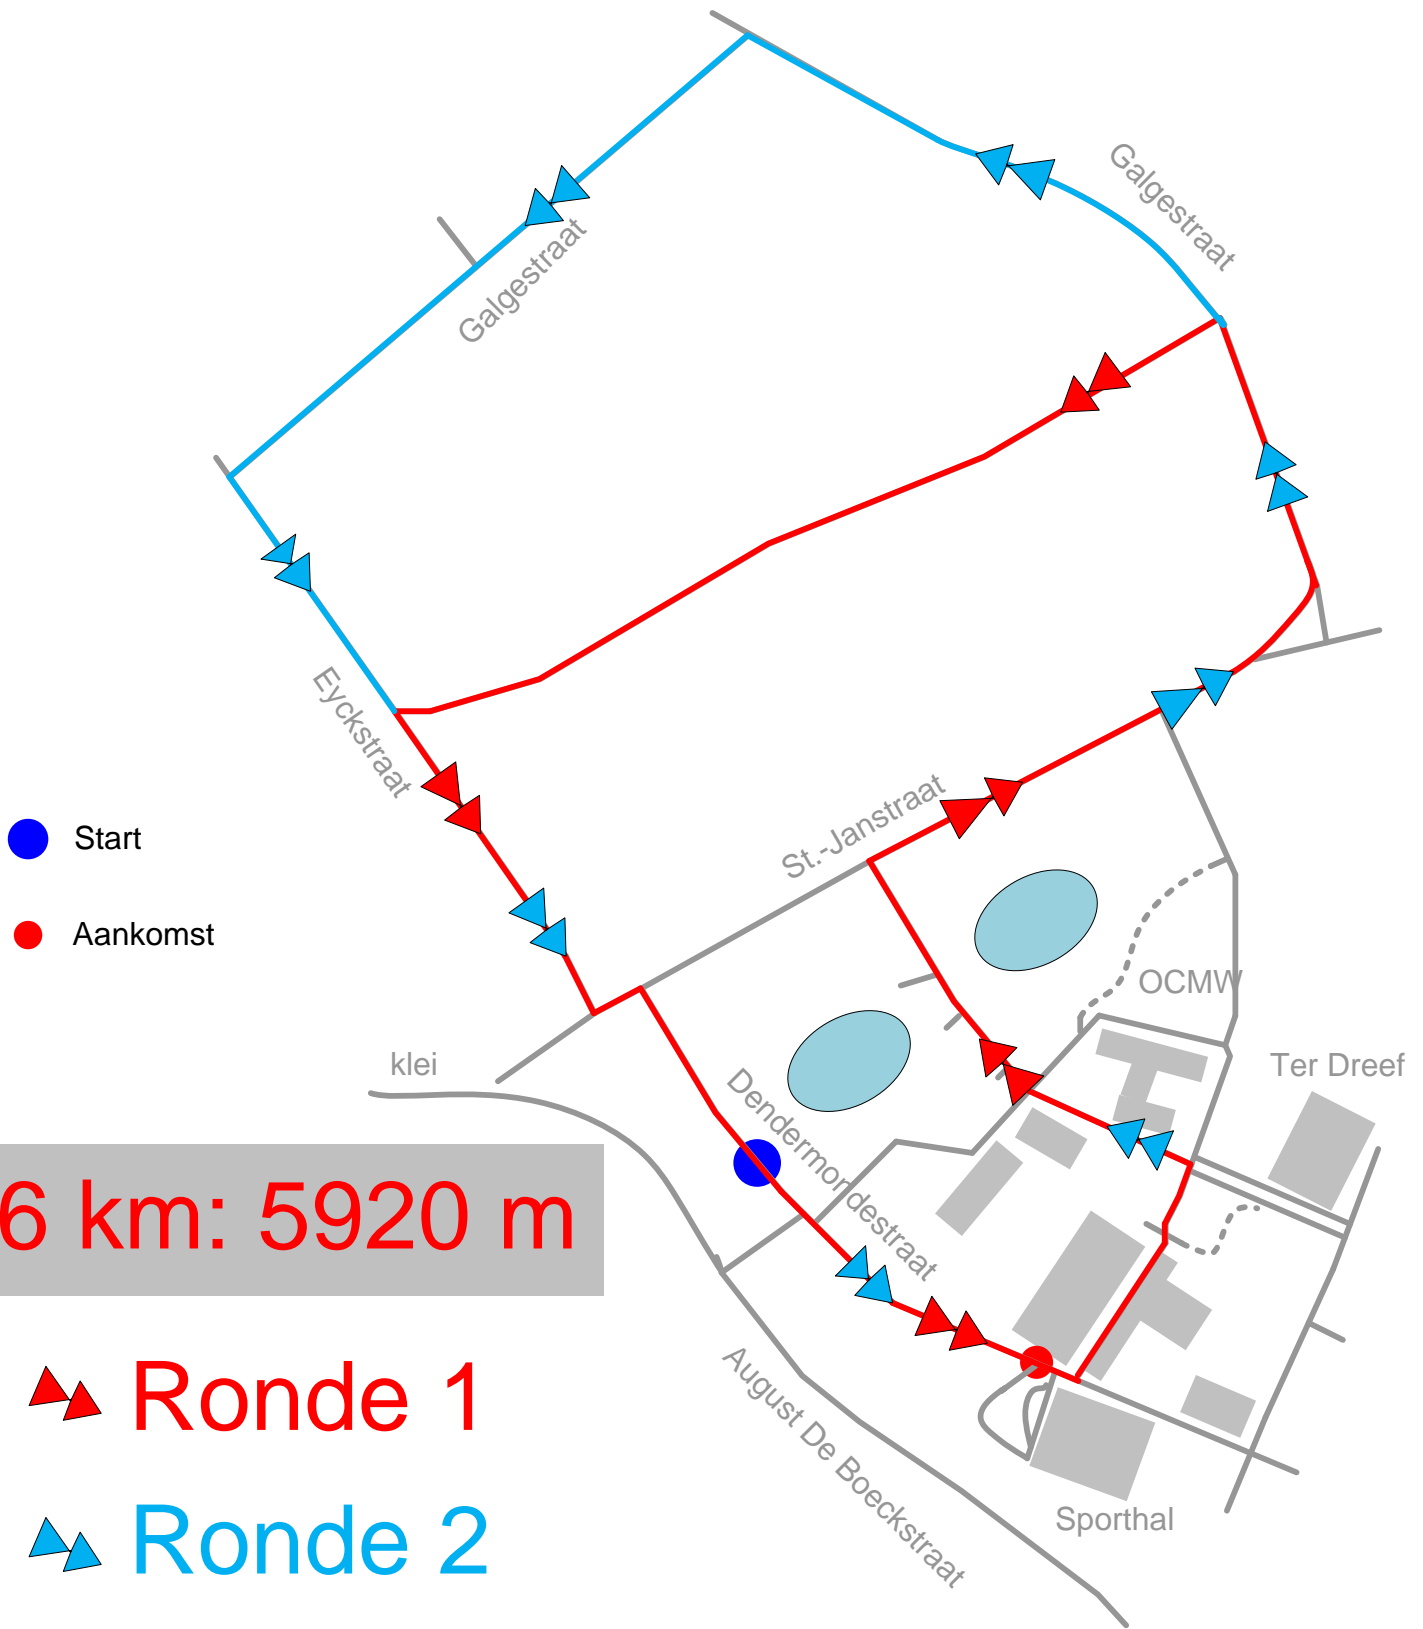 Galgestraat
Galgestraat
Eyckstraat
St.-Janstraat
Start
Aankomst
OCMW
klei
Ter Dreef
Dendermondestraat
6 km: 5920 m
August De Boeckstraat
Ronde 1
Ronde 2
Sporthal